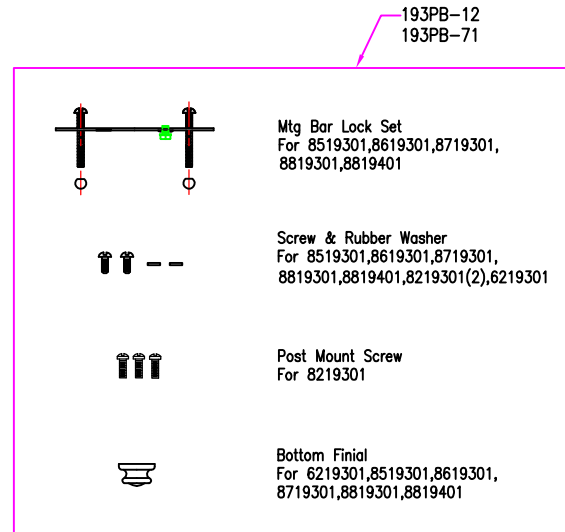 193PB-12
193PB-71
Mtg Bar Lock Set
For 8519301,8619301,8719301,
8819301,8819401
Screw & Rubber Washer
For 8519301,8619301,8719301,
8819301,8819401,8219301(2),6219301
Post Mount Screw
For 8219301
Bottom Finial
For 6219301,8519301,8619301,
8719301,8819301,8819401